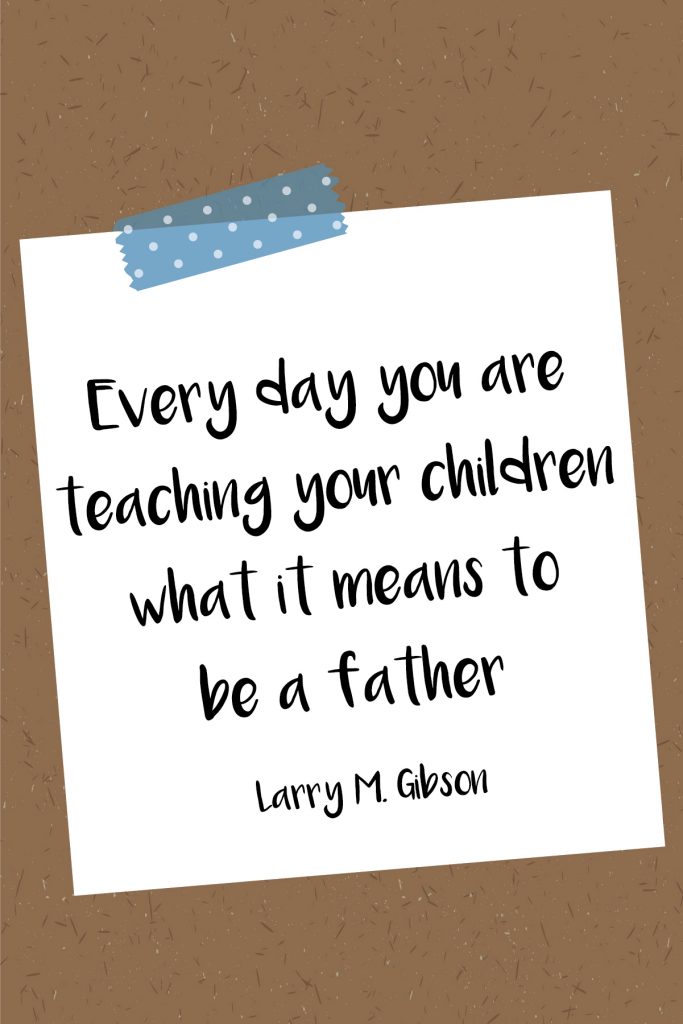 Every day you are
teaching your children
what it means to
be a father
Larry M. Gibson